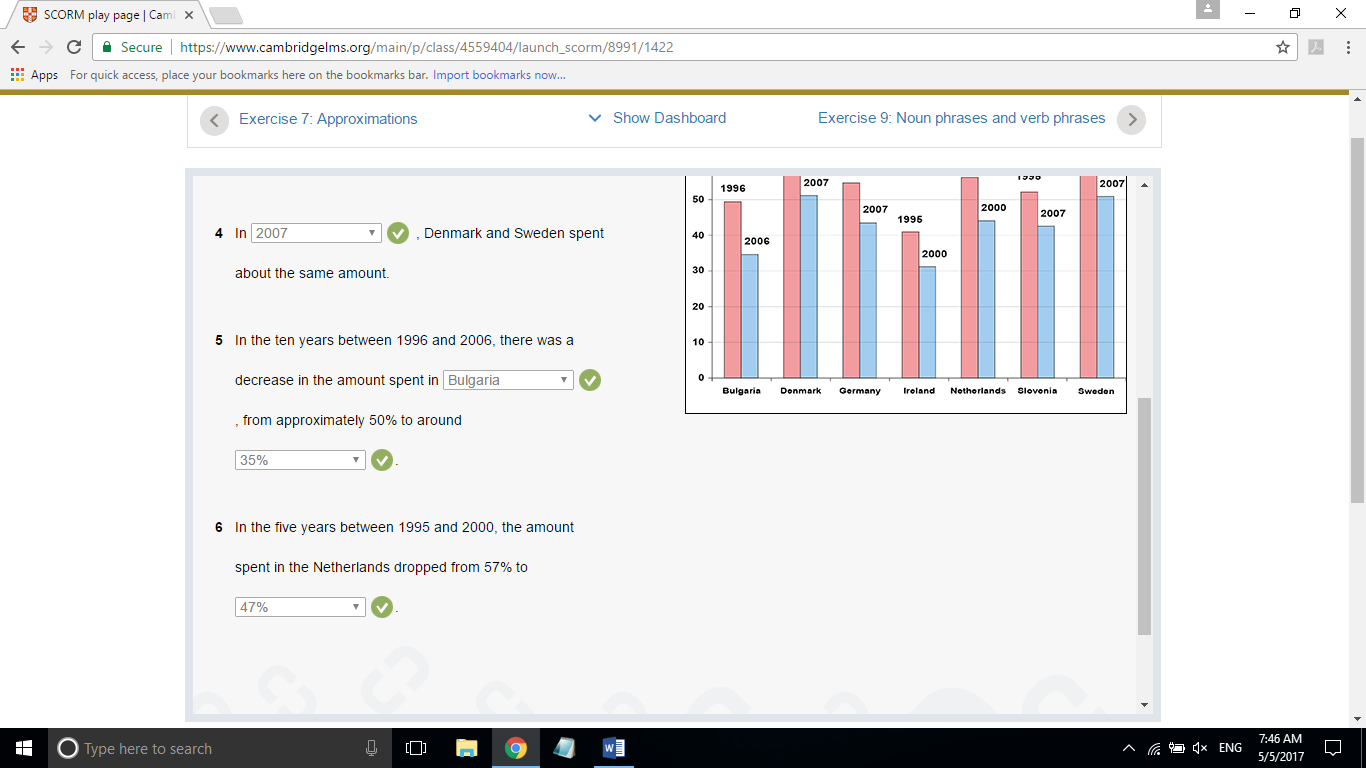 SCORM play page | Cam
Secure | https://www.cambridgelms.org/main/p/class/4559404/launch_scorm/8991/1422
Apps For quick access, place your bookmarks here on the bookmarks bar. Import bookmarks now...
Exercise 7: Approximations Show Dashboard Exercise 9: Noun phrases and verb phrases
4 In 2007 , Denmark and Sweden spent
about the same amount.
5 In the ten years between 1996 and 2006, there was a
decrease in the amount spent in Bulgaria
, from approximately 50% to around
35% .
6 In the five years between 1995 and 2000, the amount
spent in the Netherlands dropped from 57% to
47% .
1996 2007 1995 2007
50 2007 1995 2000 2007
40 2006 2000
30
20
10
0
Bulgaria Denmark Germany Ireland Netherlands Slovenia Sweden
Type here to search
ENG
7:46 AM
5/5/2017